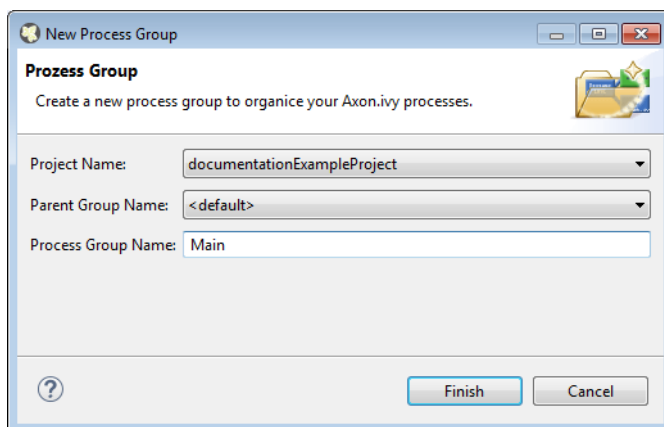 New Process Group
Prozess Group
Create a new process group to organice your Axon.ivy processes.
Project Name: documentationExampleProject
Parent Group Name: <default>
Process Group Name: Main
?
Finish Cancel